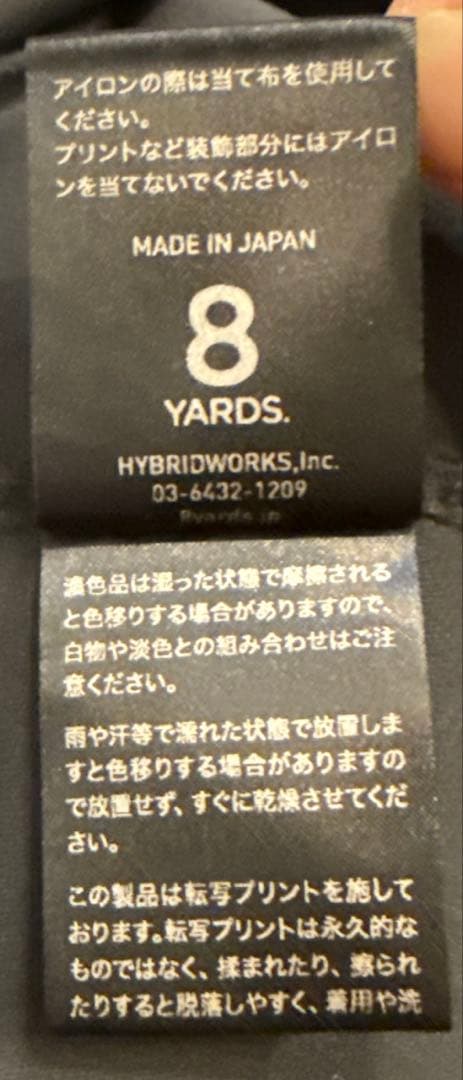 アイロンの際は当て布を使用して
ください。
プリントなど装飾部分にはアイロ
ンを当てないでください。
MADE IN JAPAN
8
YARDS.
HYBRIDWORKS,Inc.
03-6432-1209
8yards.jp
濃色品は湿った状態で摩擦される
と色移りする場合がありますので、
白物や淡色との組み合わせはご注
意ください。
雨や汗等で濡れた状態で放置しま
すと色移りする場合がありますの
で放置せず、すぐに乾燥させてくだ
さい。
この製品は転写プリントを施して
おります。転写プリントは永久的な
ものではなく、揉まれたり、擦られ
たりすると脱落しやすく、着用や洗